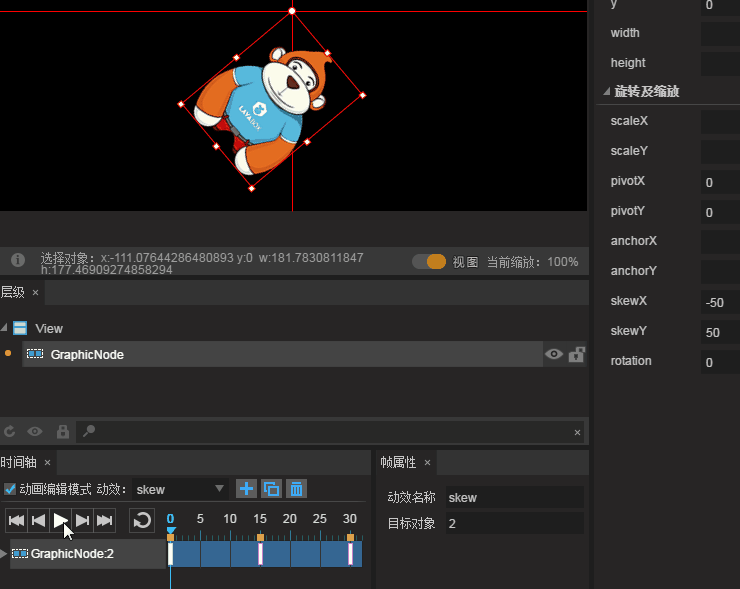 LAYABOX
y 0
width
height
旋转及缩放
scaleX
scaleY
pivotX 0
pivotY 0
anchorX
anchorY
skewX -50
skewY 50
rotation 0
选择对象: x:-111.07644286480893 y:0 w:181.7830811847
h:177.46909274858294
视图 当前缩放: 100%
层级 ×
View
GraphicNode
×
时间轴 ×
动画编辑模式 动效: skew
0 5 10 15 20 25 30
GraphicNode:2
帧属性 ×
动效名称 skew
目标对象 2